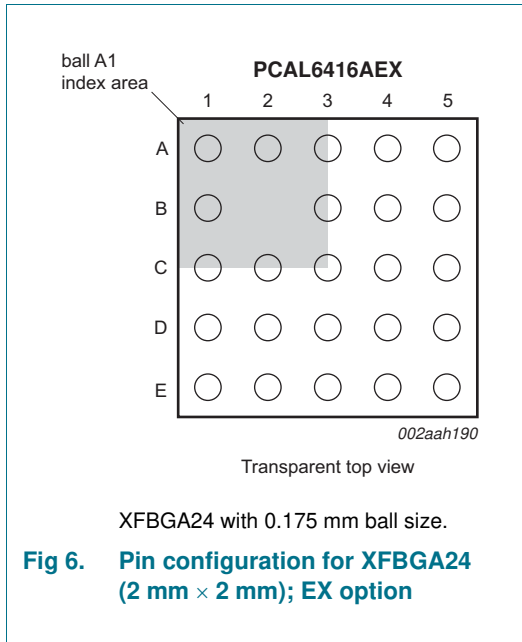 ball A1
index area
PCAL6416AEX
1 2 3 4 5
A
B
C
D
E
002aah190
Transparent top view
XFBGA24 with 0.175 mm ball size.
Fig 6. Pin configuration for XFBGA24
(2 mm × 2 mm); EX option